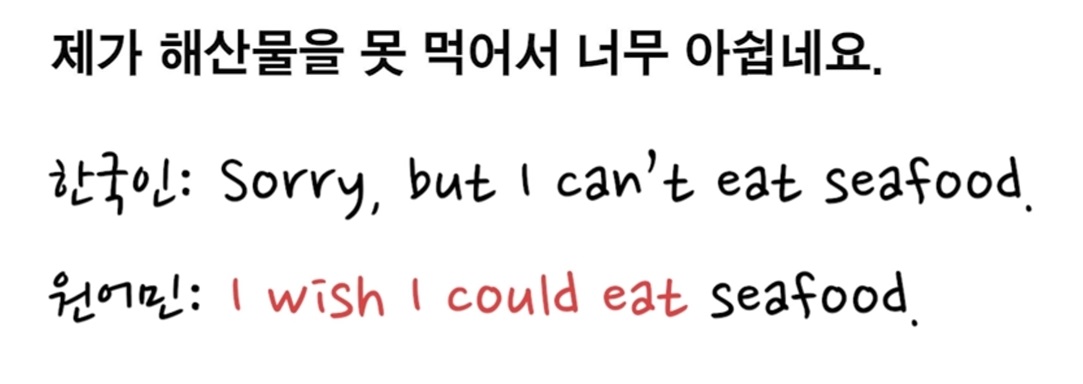 제가 해산물을 못 먹어서 너무 아쉽네요.
한국인: Sorry, but I can't eat seafood.
원어민: I wish I could eat seafood.